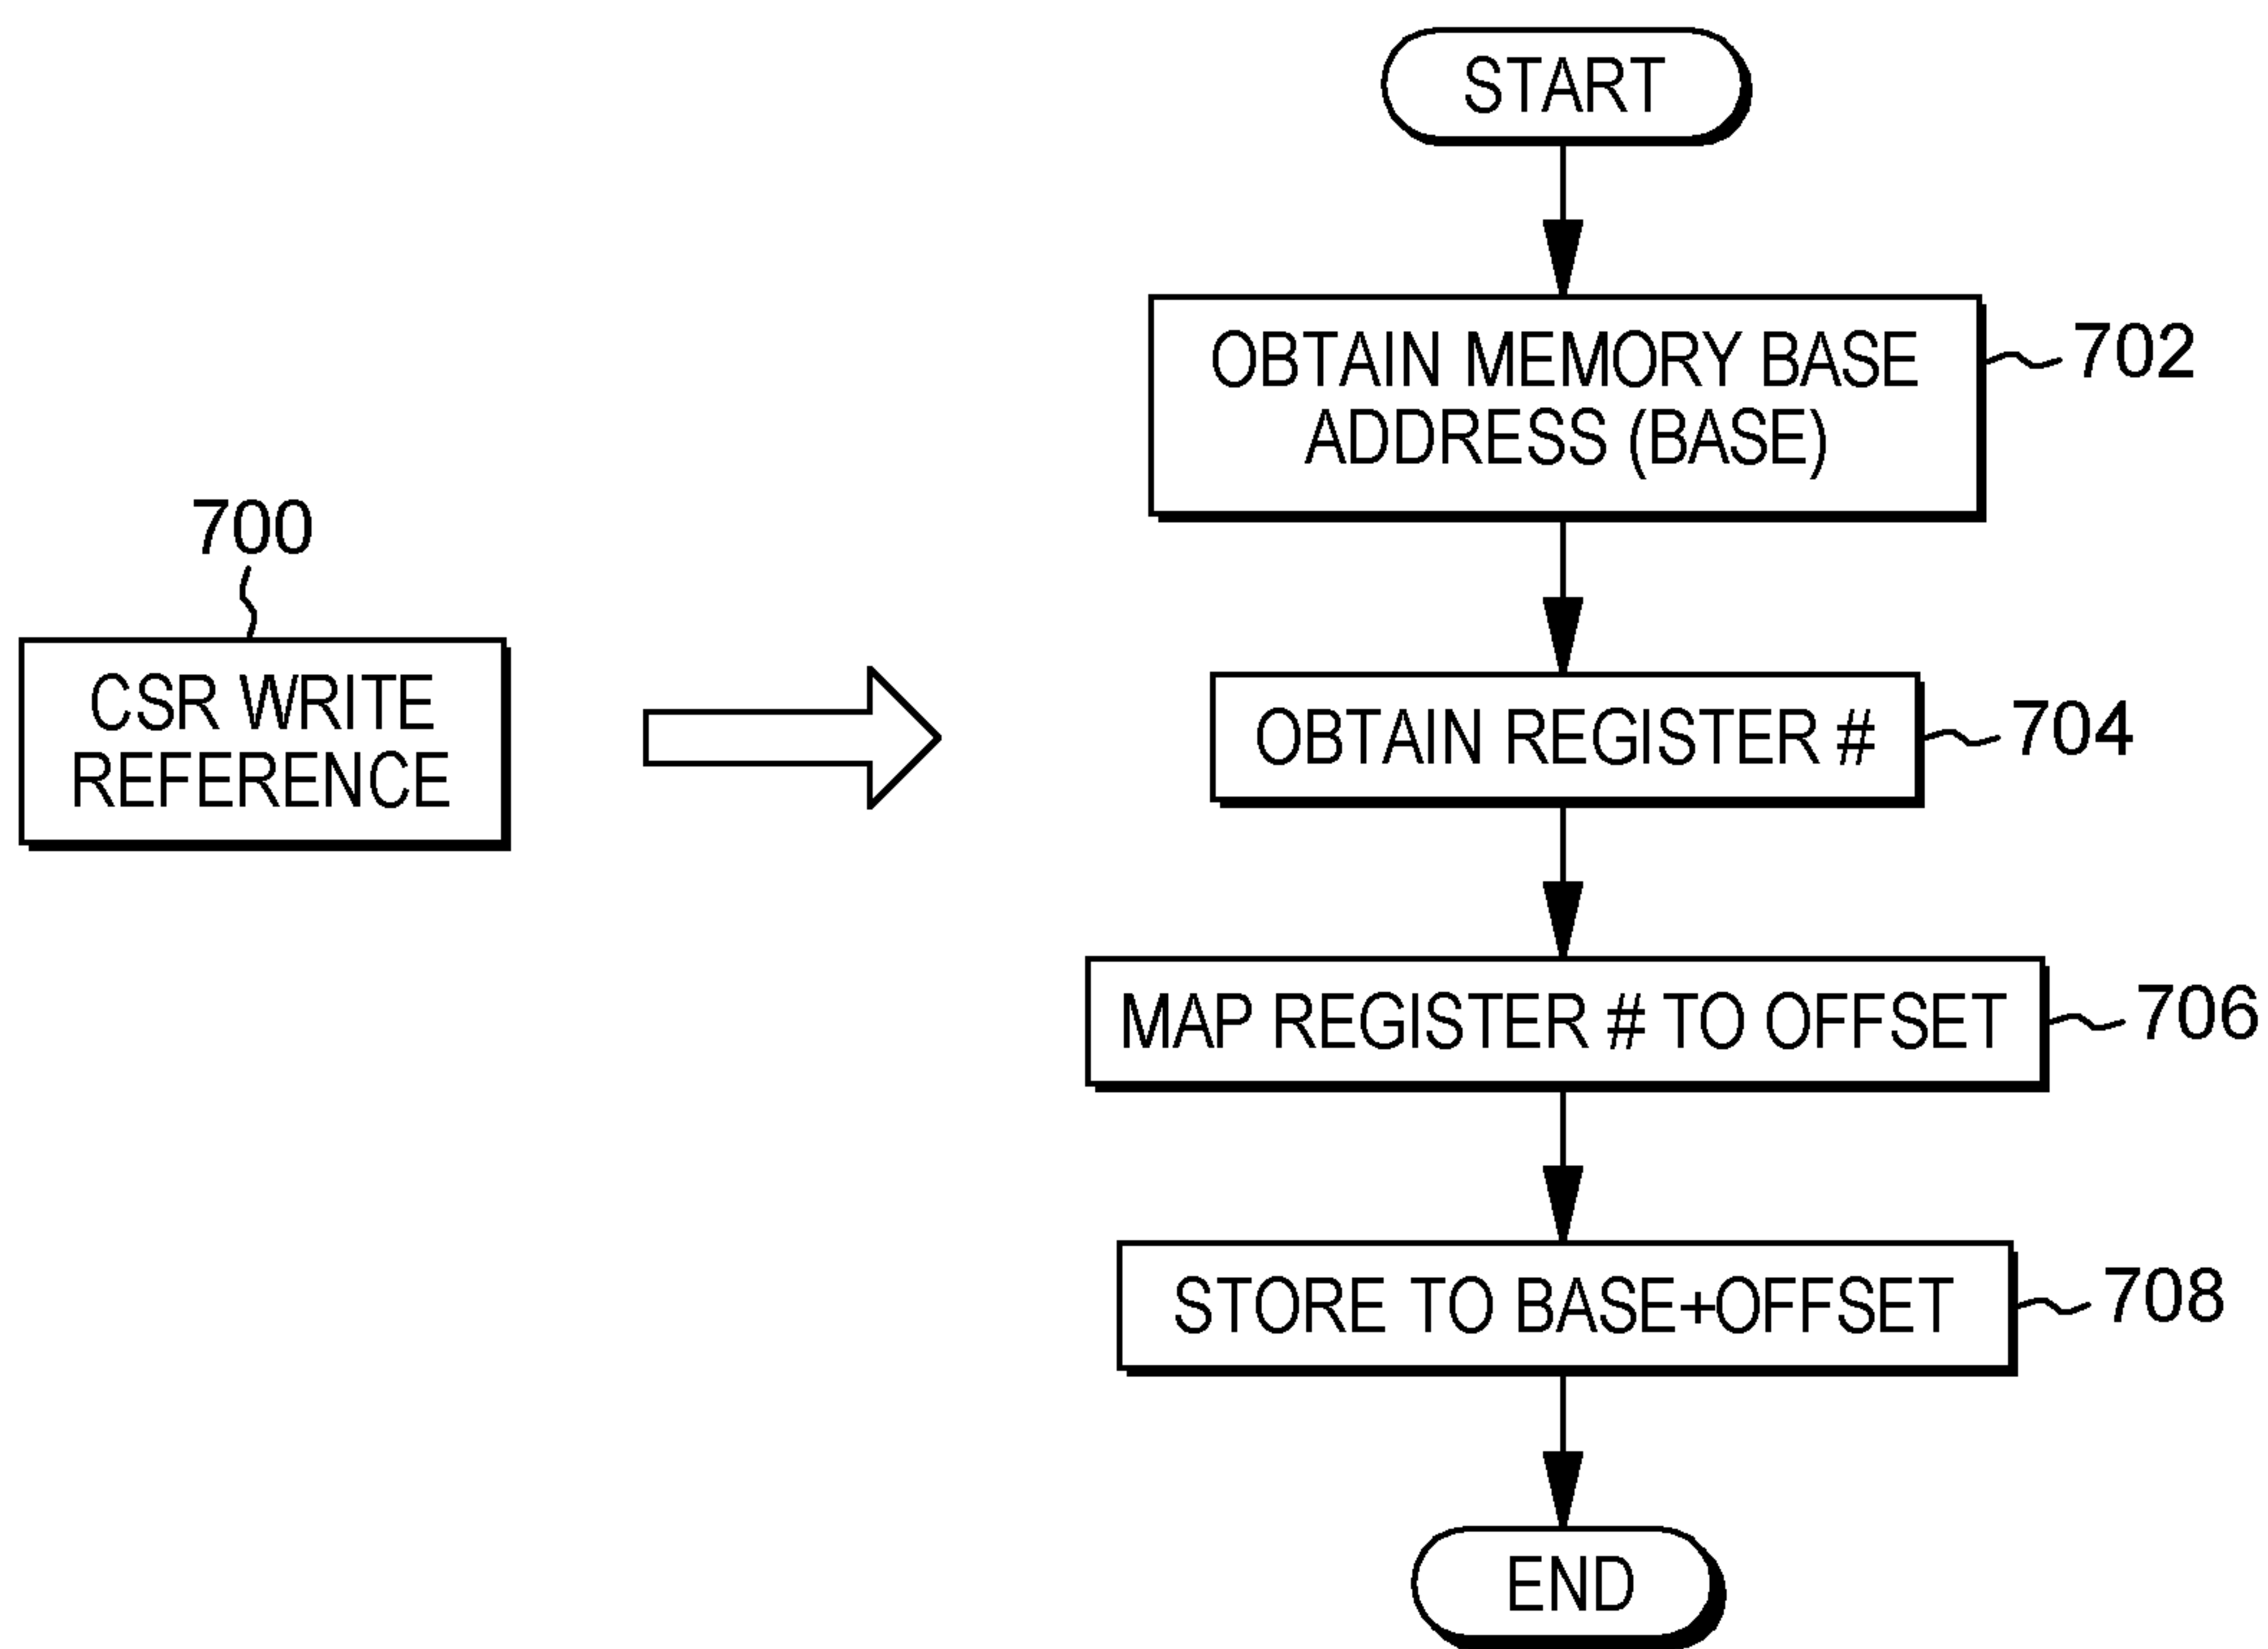 START
OBTAIN MEMORY BASE
ADDRESS (BASE)
702
700
CSR WRITE
REFERENCE
OBTAIN REGISTER #
704
MAP REGISTER # TO OFFSET
706
STORE TO BASE+OFFSET
708
END